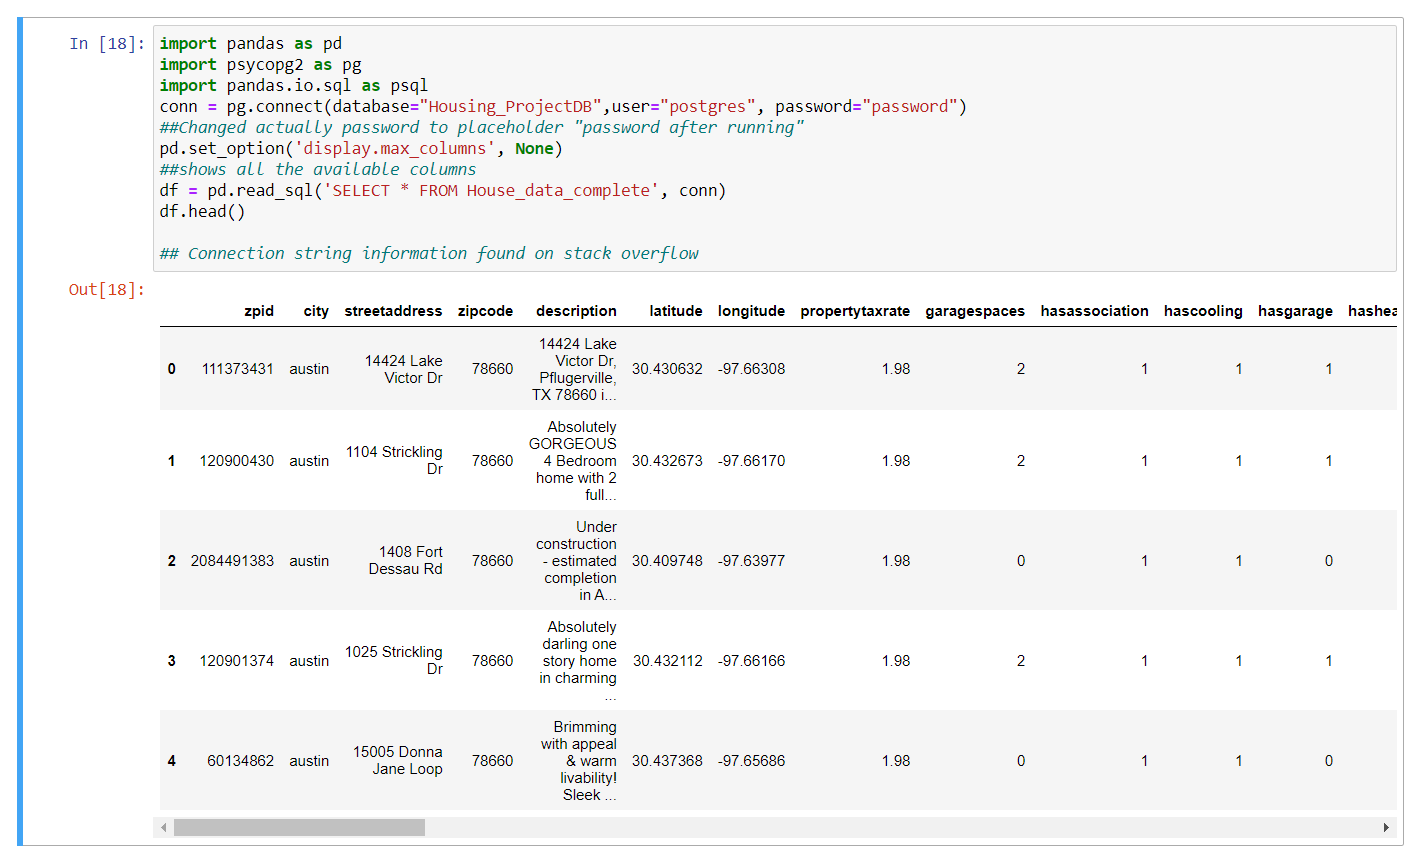 In [18]:
import pandas as pd
import psycopg2 as pg
import pandas.io.sql as psql
conn = pg.connect(database="Housing_ProjectDB",user="postgres", password="password")
##Changed actually password to placeholder "password after running"
pd.set_option('display.max_columns', None)
##shows all the available columns
df = pd.read_sql('SELECT * FROM House_data_complete', conn)
df.head()
## Connection string information found on stack overflow
Out[18]:
zpid city streetaddress zipcode description latitude longitude propertytaxrate garagespaces hasassociation hascooling hasgarage hashea
0 111373431 austin 14424 Lake Victor Dr 78660 14424 Lake Victor Dr, Pflugerville, TX 78660 i... 30.430632 -97.66308 1.98 2 1 1 1
1 120900430 austin 1104 Strickling Dr 78660 Absolutely GORGEOUS 4 Bedroom home with 2 full... 30.432673 -97.66170 1.98 2 1 1 1
2 2084491383 austin 1408 Fort Dessau Rd 78660 Under construction - estimated completion in A... 30.409748 -97.63977 1.98 0 1 1 0
3 120901374 austin 1025 Strickling Dr 78660 Absolutely darling one story home in charming ... 30.432112 -97.66166 1.98 2 1 1 1
4 60134862 austin 15005 Donna Jane Loop 78660 Brimming with appeal & warm livability! Sleek ... 30.437368 -97.65686 1.98 0 1 1 0